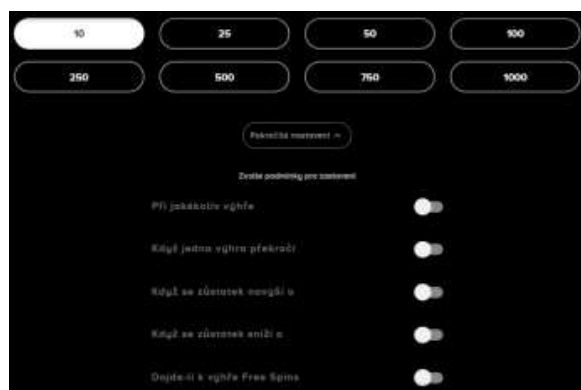 10 25 50 100
250 500 750 1000
Pokročilá nastavení
Zvolte podmínky pro zastavení
Při jakékoliv výhře
Když jedna výhra překročí
Když se zůstatek navýší o
Když se zůstatek sníží o
Dojde-li k výhře Free Spins